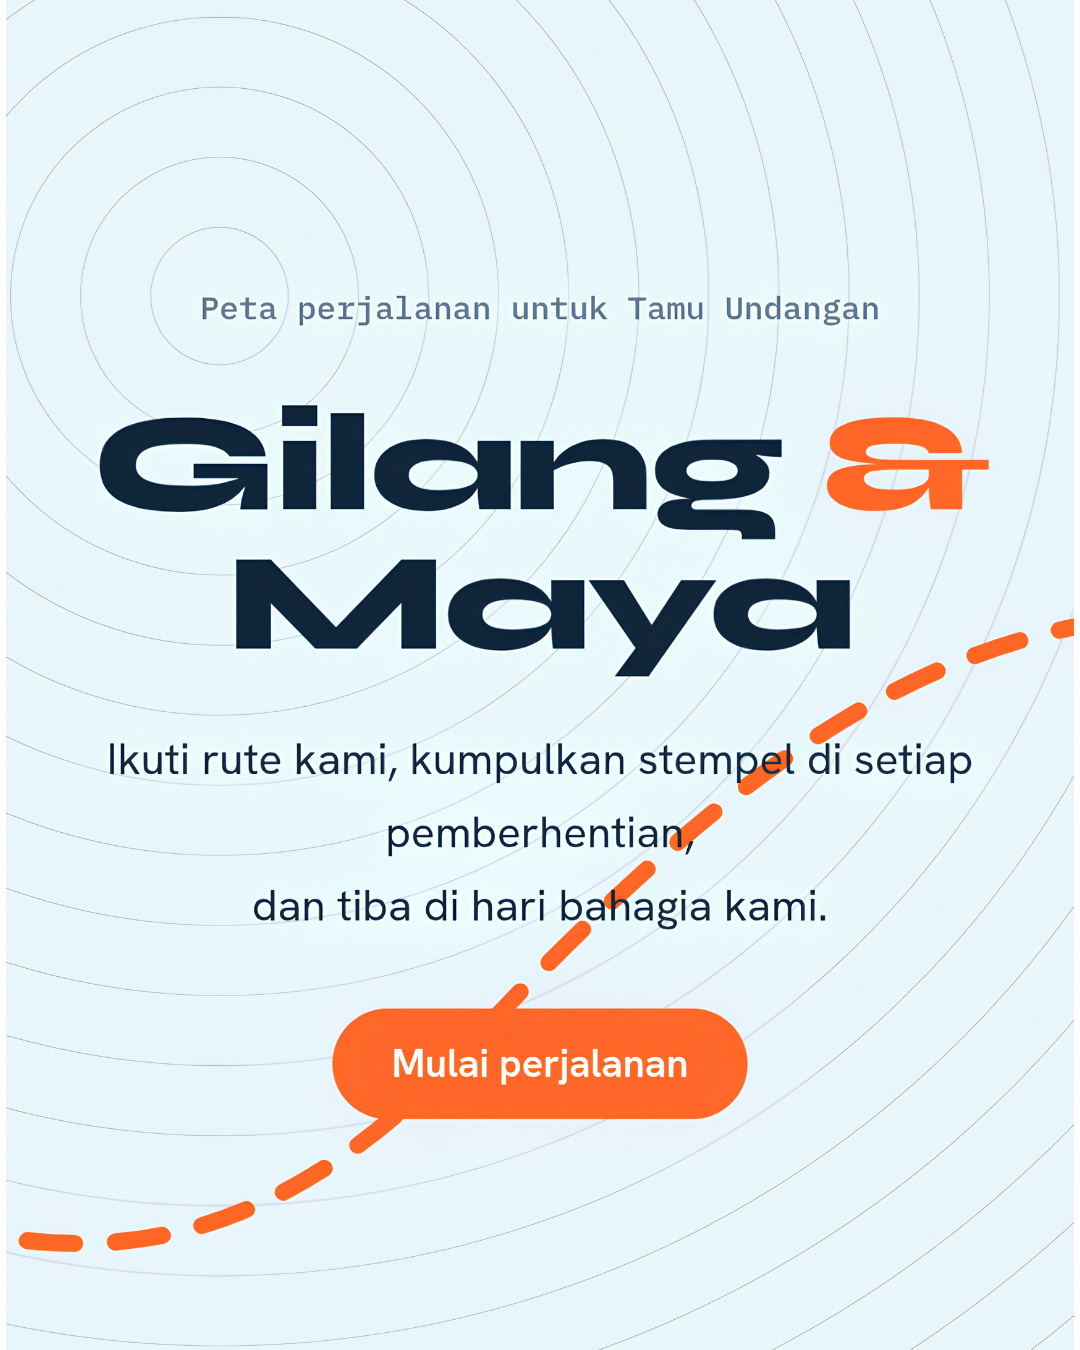 Peta perjalanan untuk Tamu Undangan
Gilang &
Maya
Ikuti rute kami, kumpulkan stempel di setiap
pemberhentian,
dan tiba di hari bahagia kami.
Mulai perjalanan